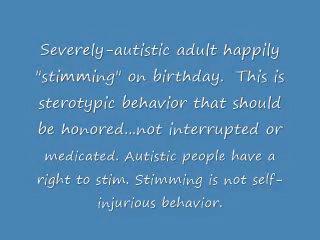 Severely-autistic adult happily
"stimming" on birthday.  This is
sterotypic behavior that should
be honored...not interrupted or
medicated. Autistic people have a
right to stim. Stimming is not self-
injurious behavior.